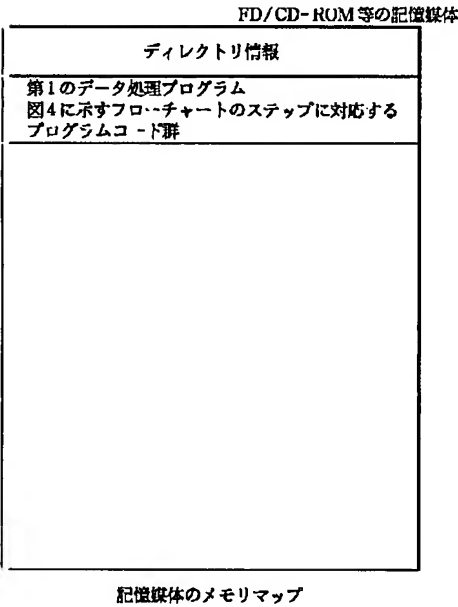 FD/CD-ROM 等の記憶媒体
ディレクトリ情報
第1のデータ処理プログラム
図4に示すフローチャートのステップに対応する
プログラムコード群
記憶媒体のメモリマップ